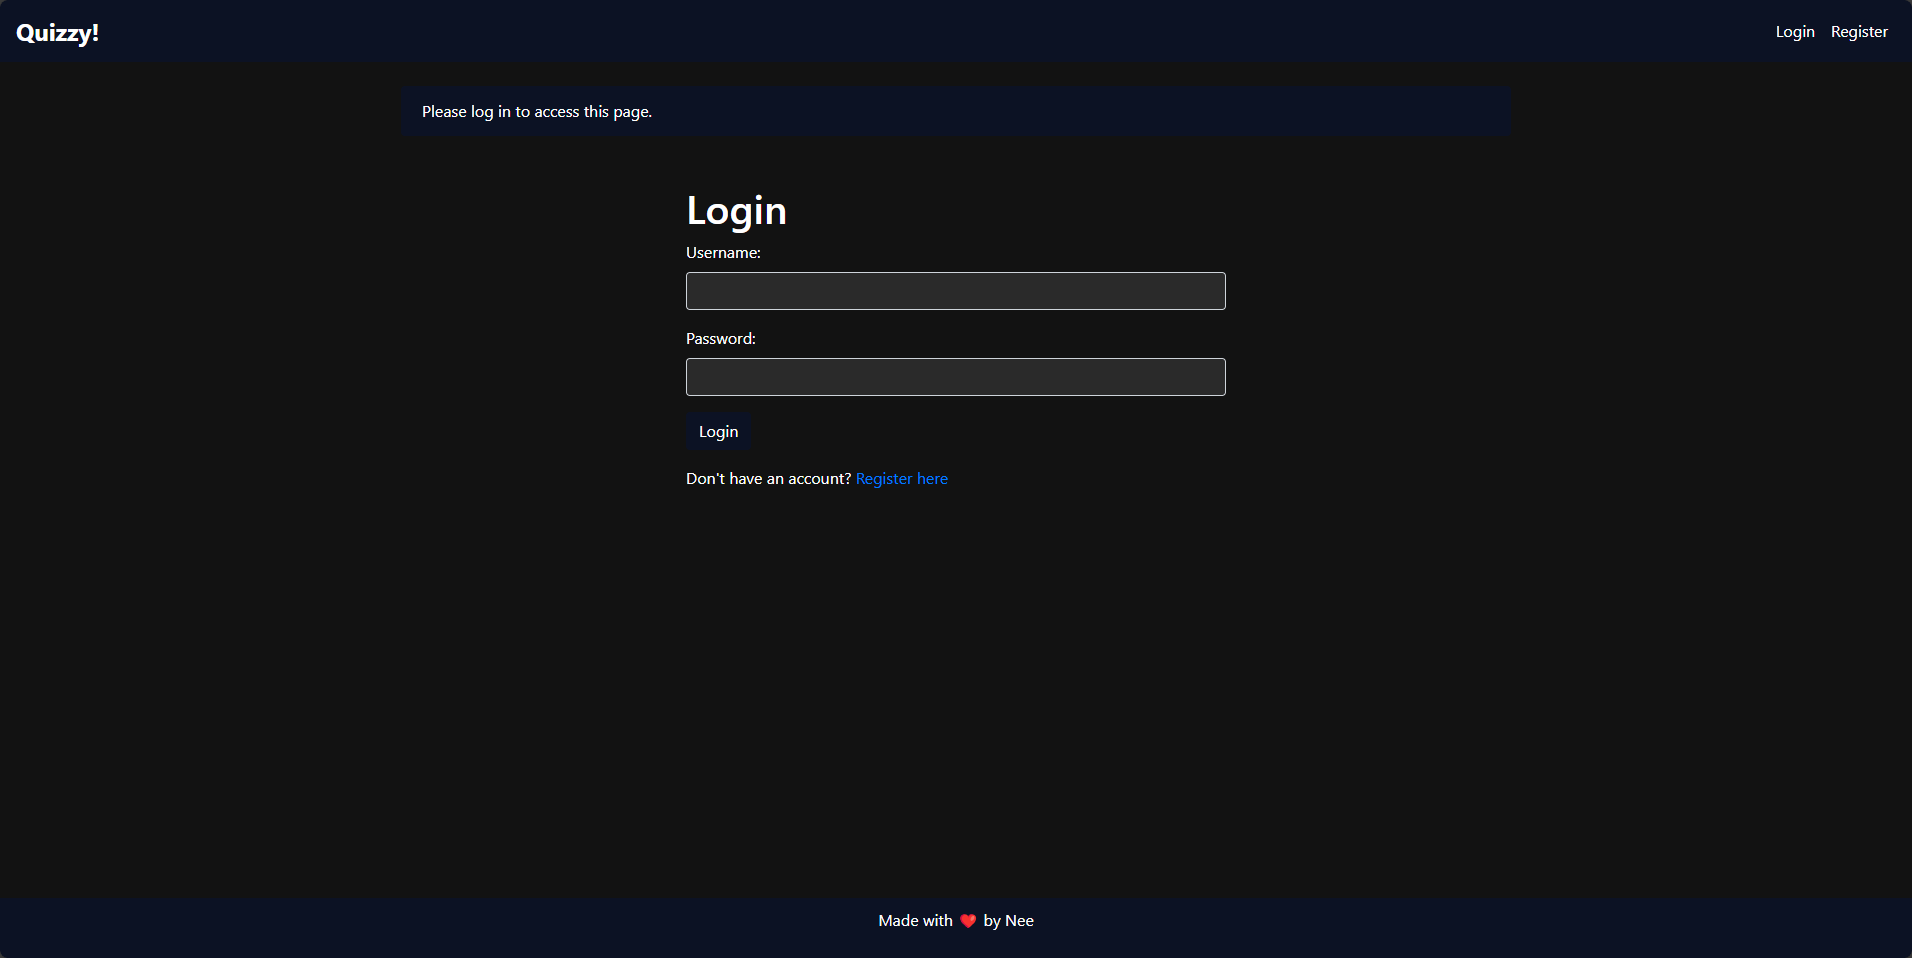 Quizzy!
Login Register
Please log in to access this page.
Login
Username:
Password:
Login
Don't have an account? Register here
Made with ❤️ by Nee